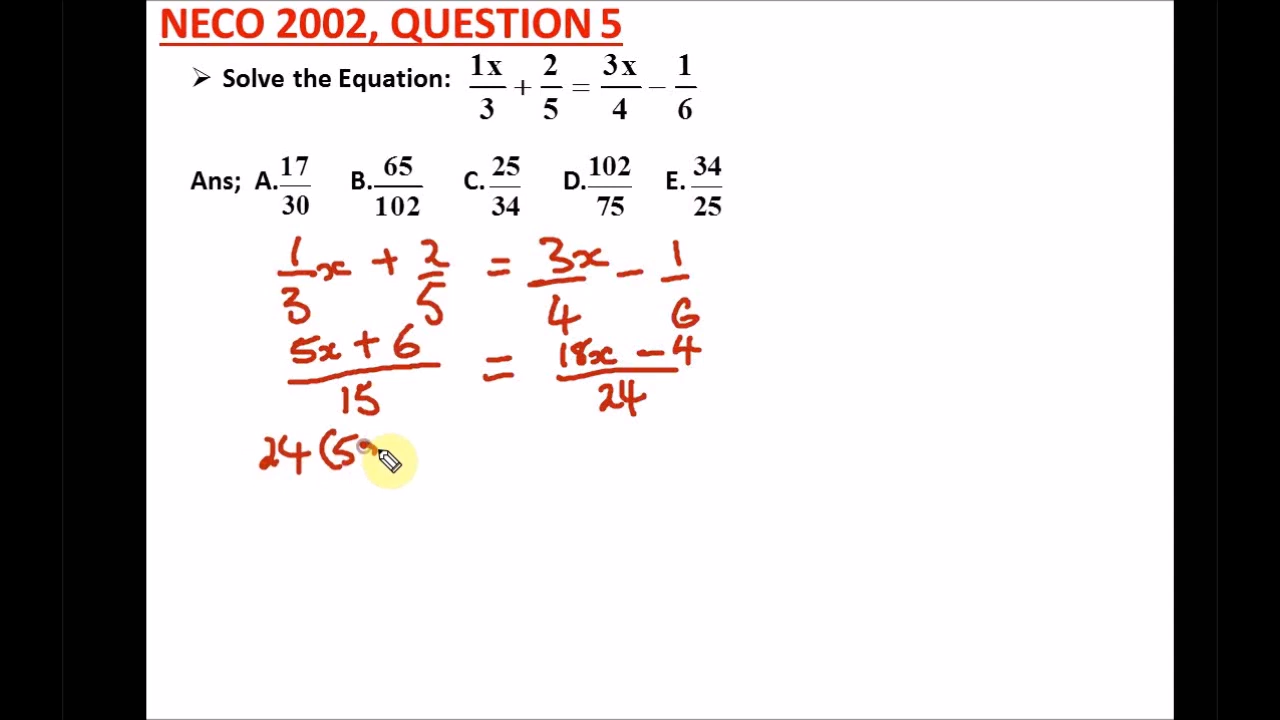 NECO 2002, QUESTION 5
➢ Solve the Equation: 1x/3 + 2/5 = 3x/4 − 1/6
Ans; A. 17/30 B. 65/102 C. 25/34 D. 102/75 E. 34/25
1/3 x + 2/5 = 3x/4 − 1/6
5x + 6/15 = 18x − 4/24
24(5